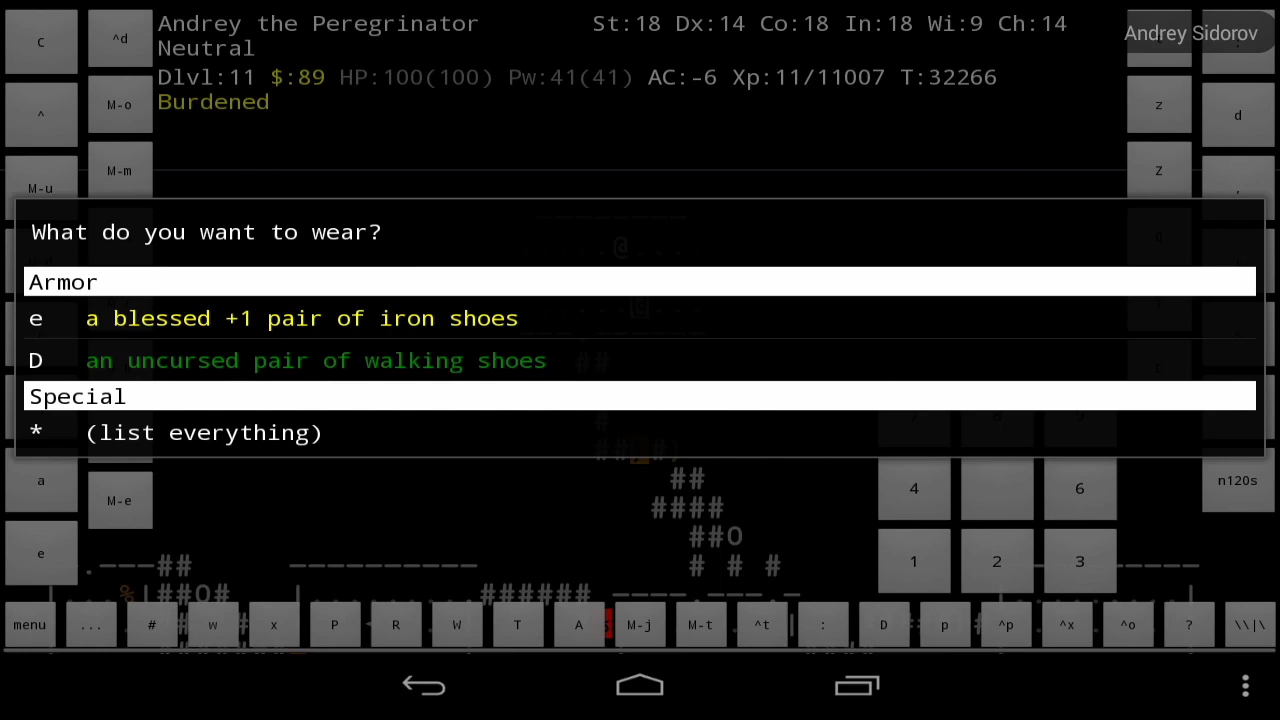 Andrey the Peregrinator St:18 Dx:14 Co:18 In:18 Wi:9 Ch:14
Andrey Sidorov
Neutral
Dlvl:11 $:89 HP:100(100) Pw:41(41) AC:-6 Xp:11/11007 T:32266
Burdened
c
^d
^
M-o
z
d
M-u
M-m
Z
,
What do you want to wear?
Armor
e a blessed +1 pair of iron shoes
D an uncursed pair of walking shoes
Special
* (list everything)
a
M-e
4
6
n120s
e
1
2
3
menu
...
#
w
x
P
R
W
T
A
M-j
M-t
^t
:
D
p
^p
^x
^o
?
\\|\